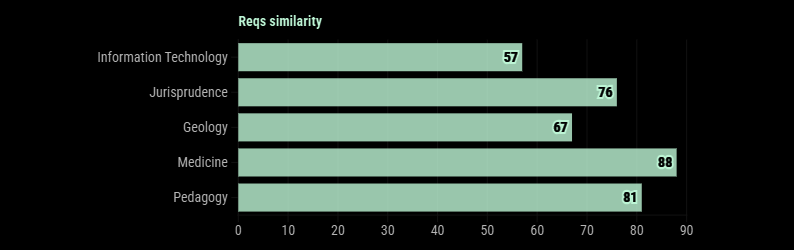 Reqs similarity
Information Technology 57
Jurisprudence 76
Geology 67
Medicine 88
Pedagogy 81
0 10 20 30 40 50 60 70 80 90